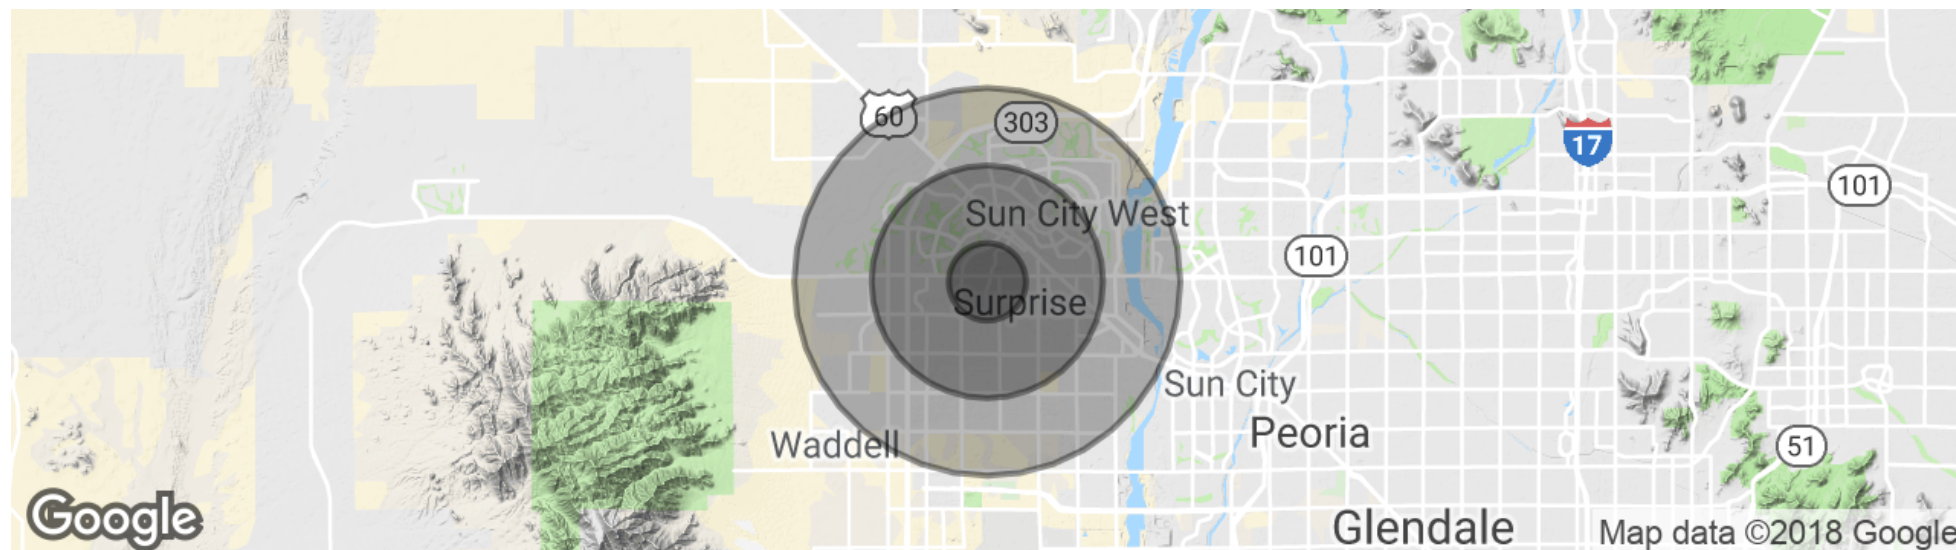 60
303
17
101
Sun City West
101
Surprise
Sun City
Peoria
Waddell
51
Google
Glendale
Map data ©2018 Google